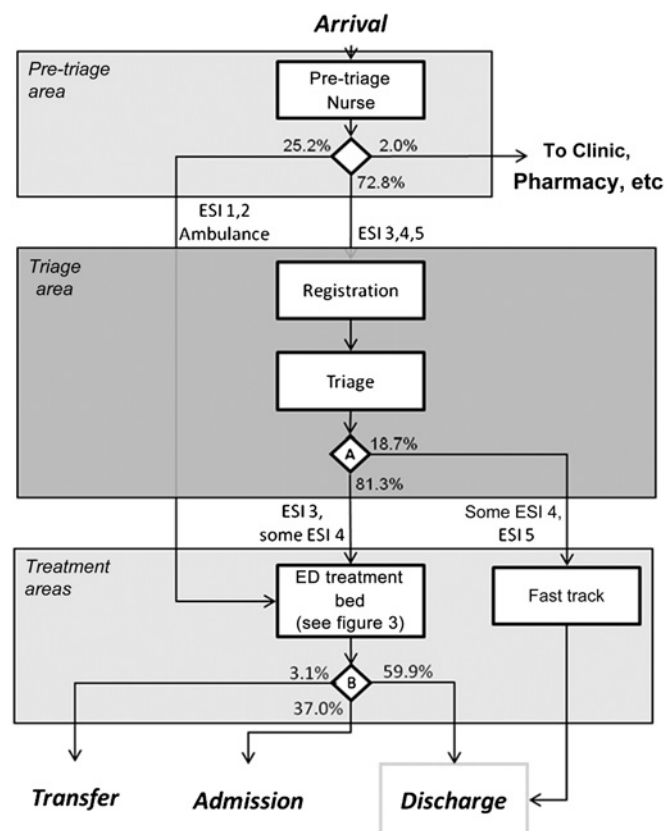 Arrival
Pre-triage
area
Pre-triage
Nurse
25.2%
2.0%
To Clinic,
Pharmacy, etc
72.8%
ESI 1,2
Ambulance
ESI 3,4,5
Triage
area
Registration
Triage
A
18.7%
81.3%
ESI 3,
some ESI 4
Some ESI 4,
ESI 5
Treatment
areas
ED treatment
bed
(see figure 3)
Fast track
3.1%
B
59.9%
37.0%
Transfer
Admission
Discharge